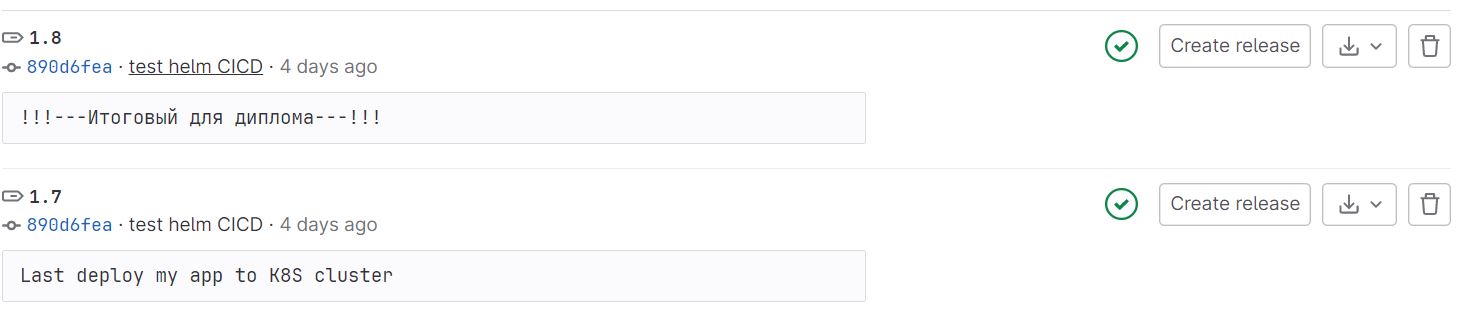 1.8
890d6fea · test helm CICD · 4 days ago
Create release
!!!---Итоговый для диплома---!!!
1.7
890d6fea · test helm CICD · 4 days ago
Create release
Last deploy my app to K8S cluster